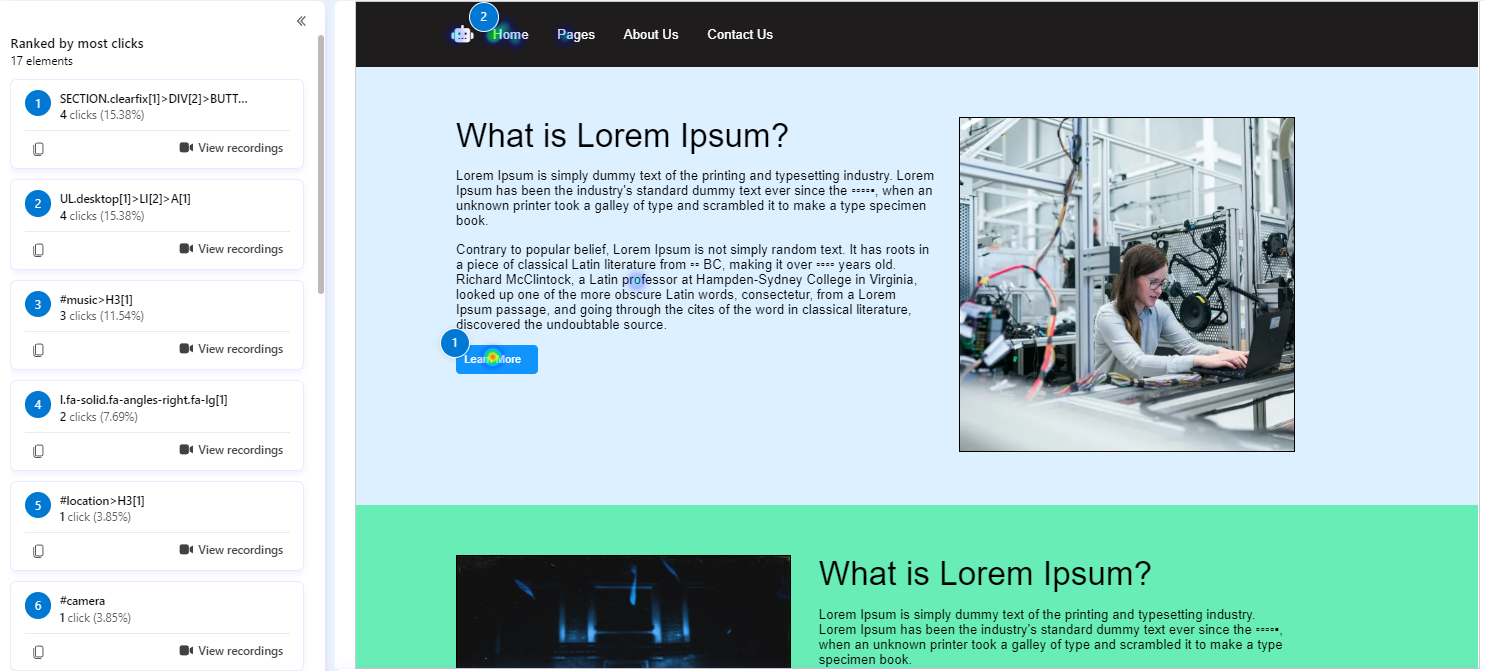 Ranked by most clicks
17 elements
1
SECTION.clearfix[1]>DIV[2]>BUTT...
4 clicks (15.38%)
View recordings
2
UL.desktop[1]>LI[2]>A[1]
4 clicks (15.38%)
View recordings
3
#music>H3[1]
3 clicks (11.54%)
View recordings
4
I.fa-solid.fa-angles-right.fa-lg[1]
2 clicks (7.69%)
View recordings
5
#location>H3[1]
1 click (3.85%)
View recordings
6
#camera
1 click (3.85%)
View recordings
2
Home Pages About Us Contact Us
What is Lorem Ipsum?
Lorem Ipsum is simply dummy text of the printing and typesetting industry. Lorem
Ipsum has been the industry's standard dummy text ever since the ▪▪▪▪▪, when an
unknown printer took a galley of type and scrambled it to make a type specimen
book.
Contrary to popular belief, Lorem Ipsum is not simply random text. It has roots in
a piece of classical Latin literature from ▪▪ BC, making it over ▪▪▪▪ years old.
Richard McClintock, a Latin professor at Hampden-Sydney College in Virginia,
looked up one of the more obscure Latin words, consectetur, from a Lorem
Ipsum passage, and going through the cites of the word in classical literature,
discovered the undoubtable source.
1
Learn More
What is Lorem Ipsum?
Lorem Ipsum is simply dummy text of the printing and typesetting industry.
Lorem Ipsum has been the industry's standard dummy text ever since the ▪▪▪▪▪,
when an unknown printer took a galley of type and scrambled it to make a type
specimen book.